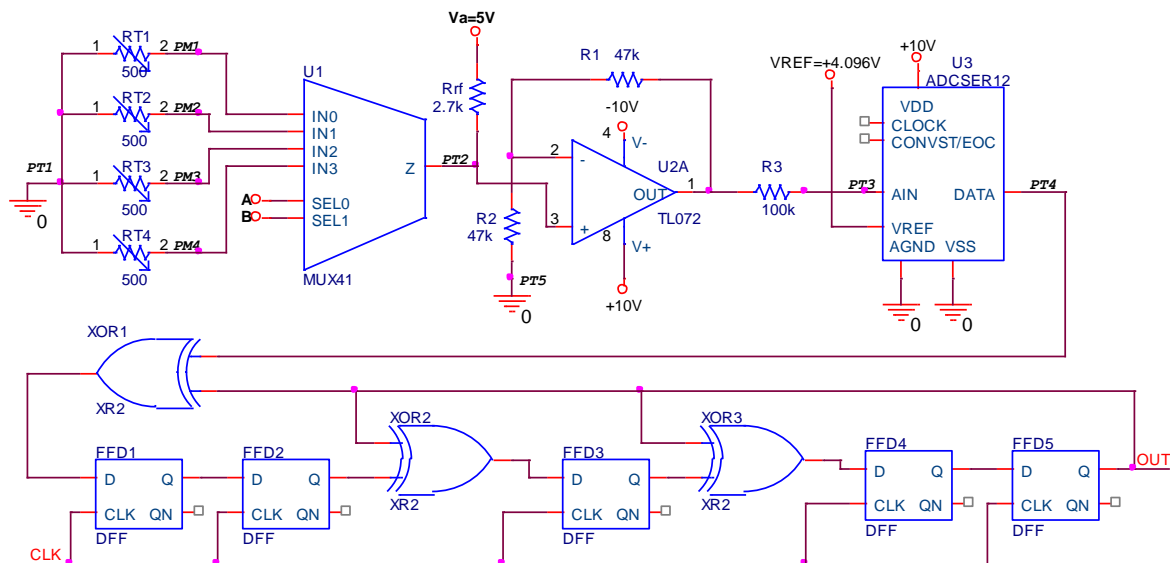 Va=5V
1 RT1 2 PM1
500
1 RT2 2 PM2
500
1 RT3 2 PM3
500
1 RT4 2 PM4
500
PT1
0
U1
IN0
IN1
IN2
IN3
Z
SEL0
SEL1
A
B
MUX41
Rrf
2.7k
PT2
R1 47k
-10V
4 V-
2 -
U2A
OUT 1
3 +
TL072
8 V+
+10V
R2
47k
PT5
0
R3
100k
PT3
VREF=+4.096V
+10V
U3
ADCSER12
VDD
CLOCK
CONVST/EOC
AIN DATA
VREF
AGND VSS
PT4
0 0
XOR1
XR2
XOR2
XR2
XOR3
XR2
FFD1
D Q
CLK QN
DFF
FFD2
D Q
CLK QN
DFF
FFD3
D Q
CLK QN
DFF
FFD4
D Q
CLK QN
DFF
FFD5
D Q
CLK QN
DFF
OUT
CLK